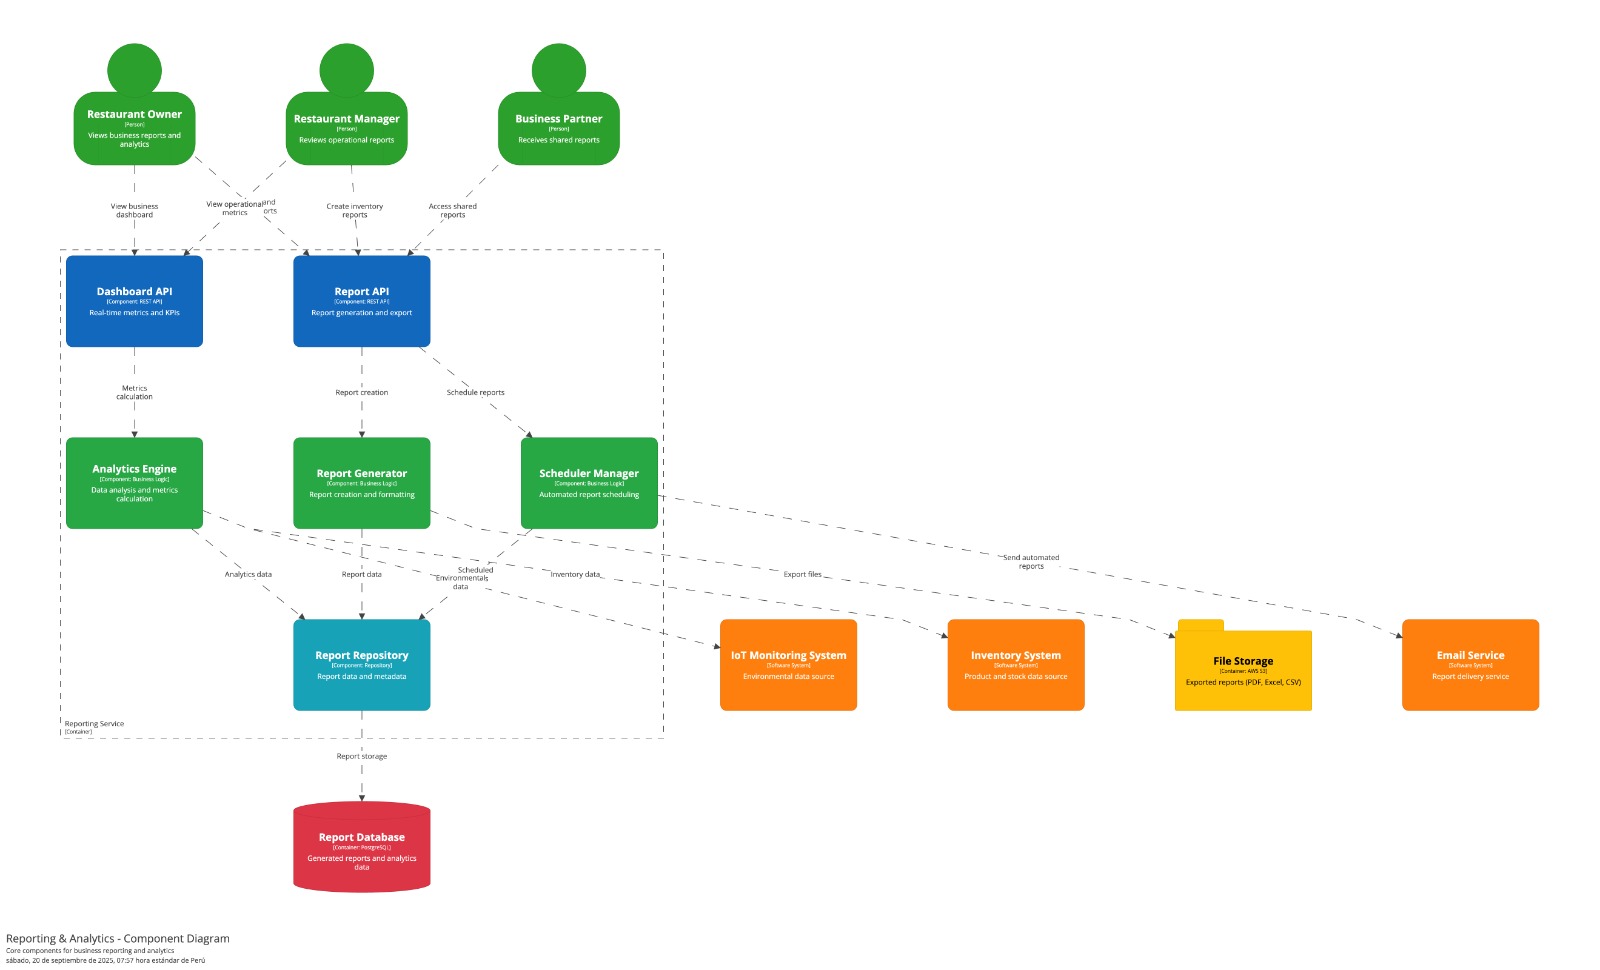 Restaurant Owner
[Person]
Views business reports and
analytics
Restaurant Manager
[Person]
Reviews operational reports
Business Partner
[Person]
Receives shared reports
View business
dashboard
View operational
metrics
and
orts
Create inventory
reports
Access shared
reports
Dashboard API
[Component: REST API]
Real-time metrics and KPIs
Report API
[Component: REST API]
Report generation and export
Metrics
calculation
Report creation
Schedule reports
Analytics Engine
[Component: Business Logic]
Data analysis and metrics
calculation
Report Generator
[Component: Business Logic]
Report creation and formatting
Scheduler Manager
[Component: Business Logic]
Automated report scheduling
Analytics data
Report data
Scheduled
Environmental
data
Inventory data
Export files
Send automated
reports
Report Repository
[Component: Repository]
Report data and metadata
IoT Monitoring System
[Software System]
Environmental data source
Inventory System
[Software System]
Product and stock data source
File Storage
[Container: AWS S3]
Exported reports (PDF, Excel, CSV)
Email Service
[Software System]
Report delivery service
Reporting Service
[Container]
Report storage
Report Database
[Container: PostgreSQL]
Generated reports and analytics
data
Reporting & Analytics - Component Diagram
Core components for business reporting and analytics
sábado, 20 de septiembre de 2025, 07:57 hora estándar de Perú